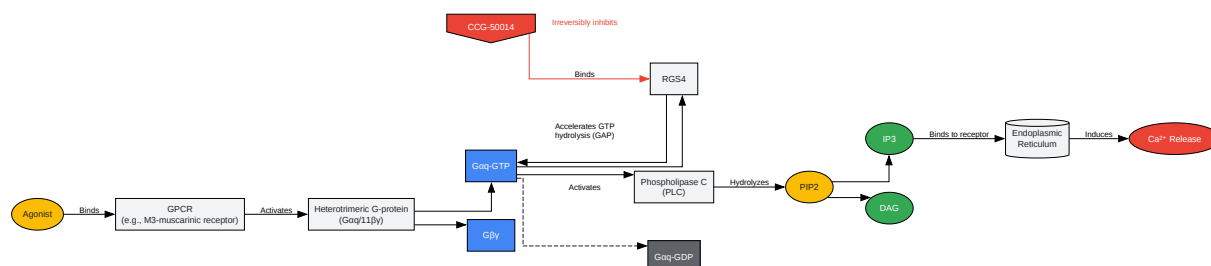 CCG-50014
Irreversibly inhibits
Binds
RGS4
Accelerates GTP
hydrolysis (GAP)
Gαq-GTP
Activates
Phospholipase C
(PLC)
Hydrolyzes
PIP2
IP3
Binds to receptor
Endoplasmic
Reticulum
Induces
Ca²⁺ Release
DAG
Agonist
Binds
GPCR
(e.g., M3-muscarinic receptor)
Activates
Heterotrimeric G-protein
(Gαq/11βγ)
Gβγ
Gαq-GDP